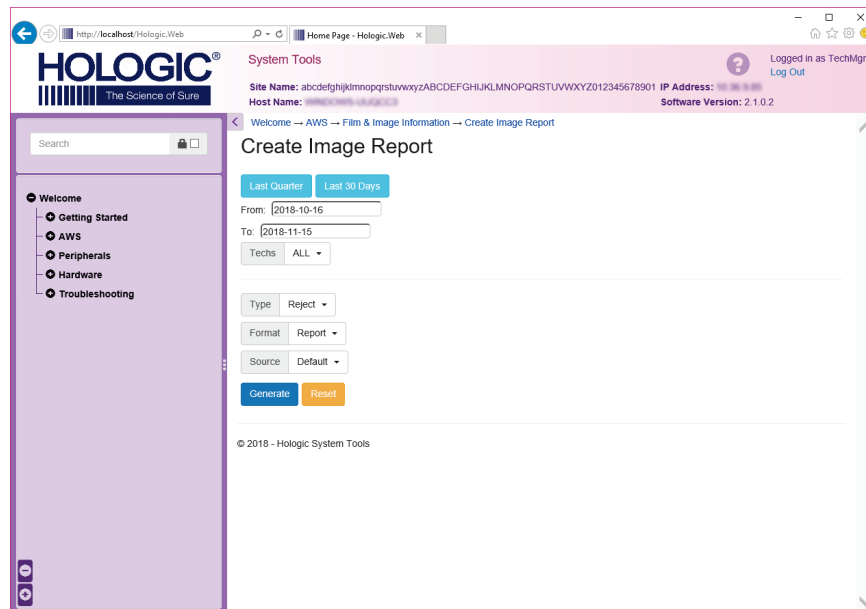 http://localhost/Hologic.Web
Home Page - Hologic.Web
HOLOGIC®
The Science of Sure
System Tools
Logged in as TechMgr
Log Out
Site Name: abcdefghijklmnopqrstuvwxyzABCDEFGHIJKLMNOPQRSTUVWXYZ012345678901 IP Address:
Host Name:
Software Version: 2.1.0.2
Search
Welcome
Getting Started
AWS
Peripherals
Hardware
Troubleshooting
Welcome → AWS → Film & Image Information → Create Image Report
Create Image Report
Last Quarter Last 30 Days
From: 2018-10-16
To: 2018-11-15
Techs ALL
Type Reject
Format Report
Source Default
Generate Reset
© 2018 - Hologic System Tools